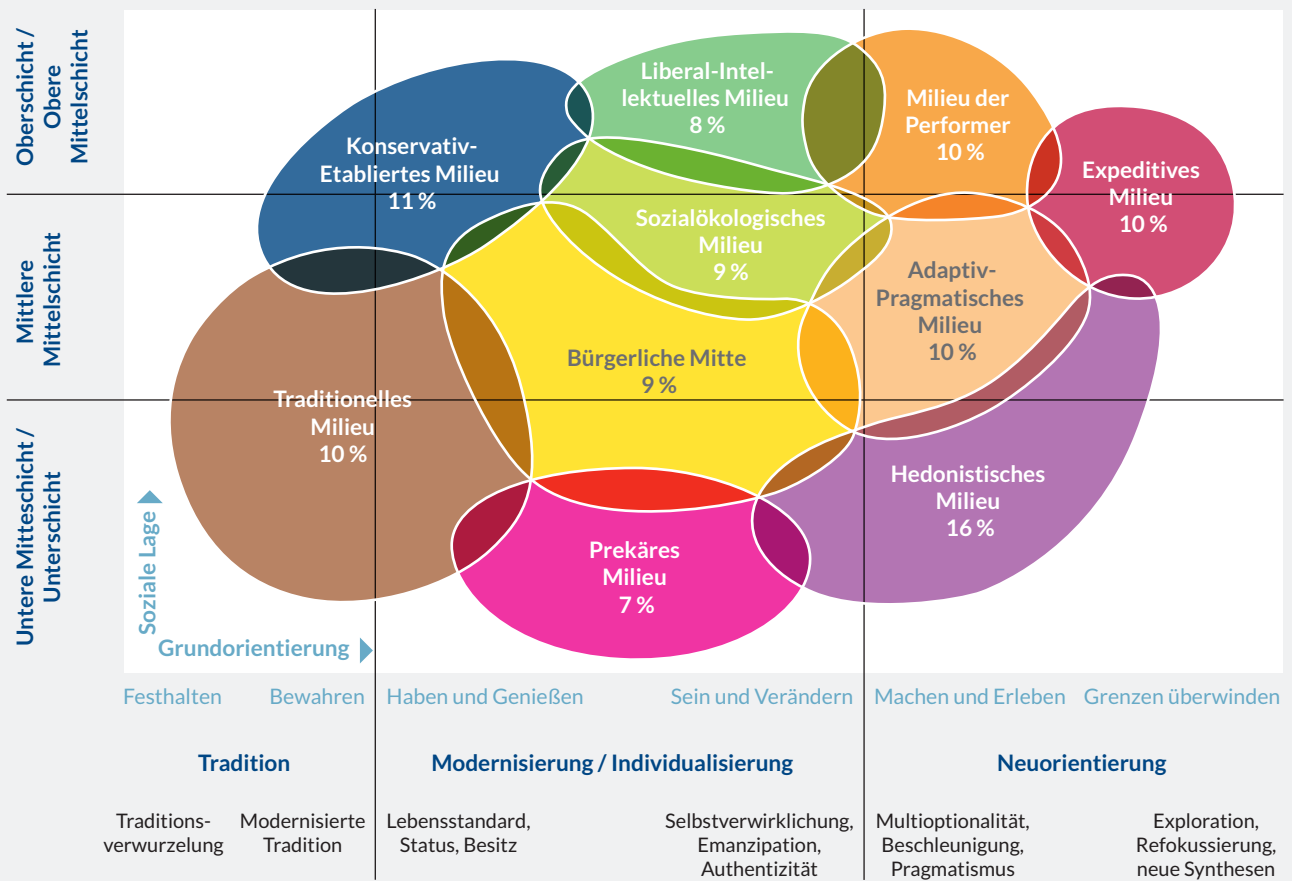 Oberschicht /
Obere
Mittelschicht
Mittlere
Mittelschicht
Untere Mitteschicht /
Unterschicht
Soziale Lage
Grundorientierung
Konservativ-
Etabliertes Milieu
11 %
Liberal-Intel-
lektuelles Milieu
8 %
Milieu der
Performer
10 %
Expeditives
Milieu
10 %
Sozialökologisches
Milieu
9 %
Adaptiv-
Pragmatisches
Milieu
10 %
Bürgerliche Mitte
9 %
Traditionelles
Milieu
10 %
Hedonistisches
Milieu
16 %
Prekäres
Milieu
7 %
Festhalten
Bewahren
Haben und Genießen
Sein und Verändern
Machen und Erleben
Grenzen überwinden
Tradition
Modernisierung / Individualisierung
Neuorientierung
Traditions-
verwurzelung
Modernisierte
Tradition
Lebensstandard,
Status, Besitz
Selbstverwirklichung,
Emanzipation,
Authentizität
Multioptionalität,
Beschleunigung,
Pragmatismus
Exploration,
Refokussierung,
neue Synthesen